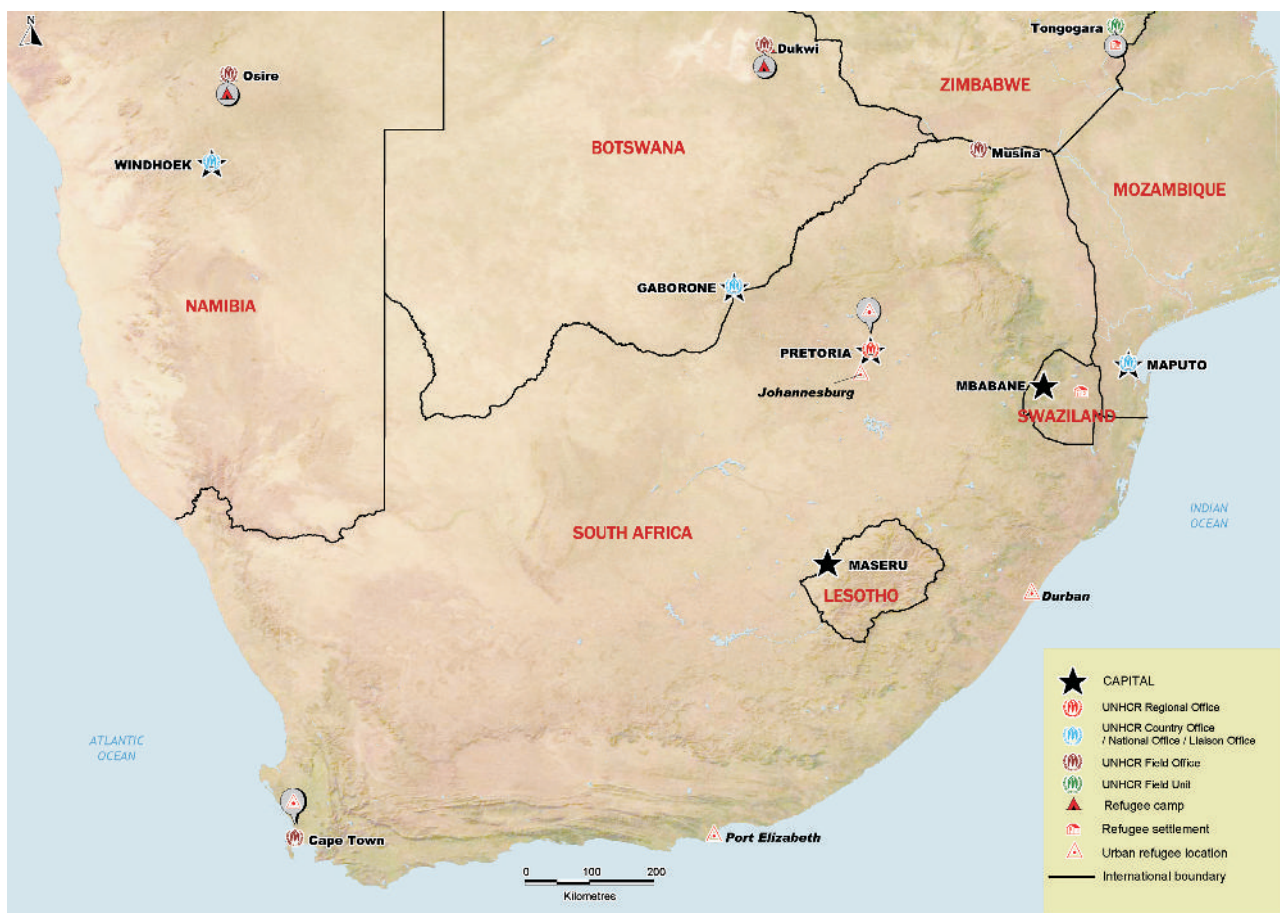 N
Tongogara
Dukwi
Osire
ZIMBABWE
BOTSWANA
Musina
WINDHOEK
MOZAMBIQUE
GABORONE
NAMIBIA
PRETORIA
MAPUTO
MBABANE
Johannesburg
SWAZILAND
INDIAN
OCEAN
SOUTH AFRICA
MASERU
LESOTHO
Durban
ATLANTIC
OCEAN
Cape Town
Port Elizabeth
0 100 200
Kilometres
CAPITAL
UNHCR Regional Office
UNHCR Country Office
/ National Office / Liaison Office
UNHCR Field Office
UNHCR Field Unit
Refugee camp
Refugee settlement
Urban refugee location
International boundary